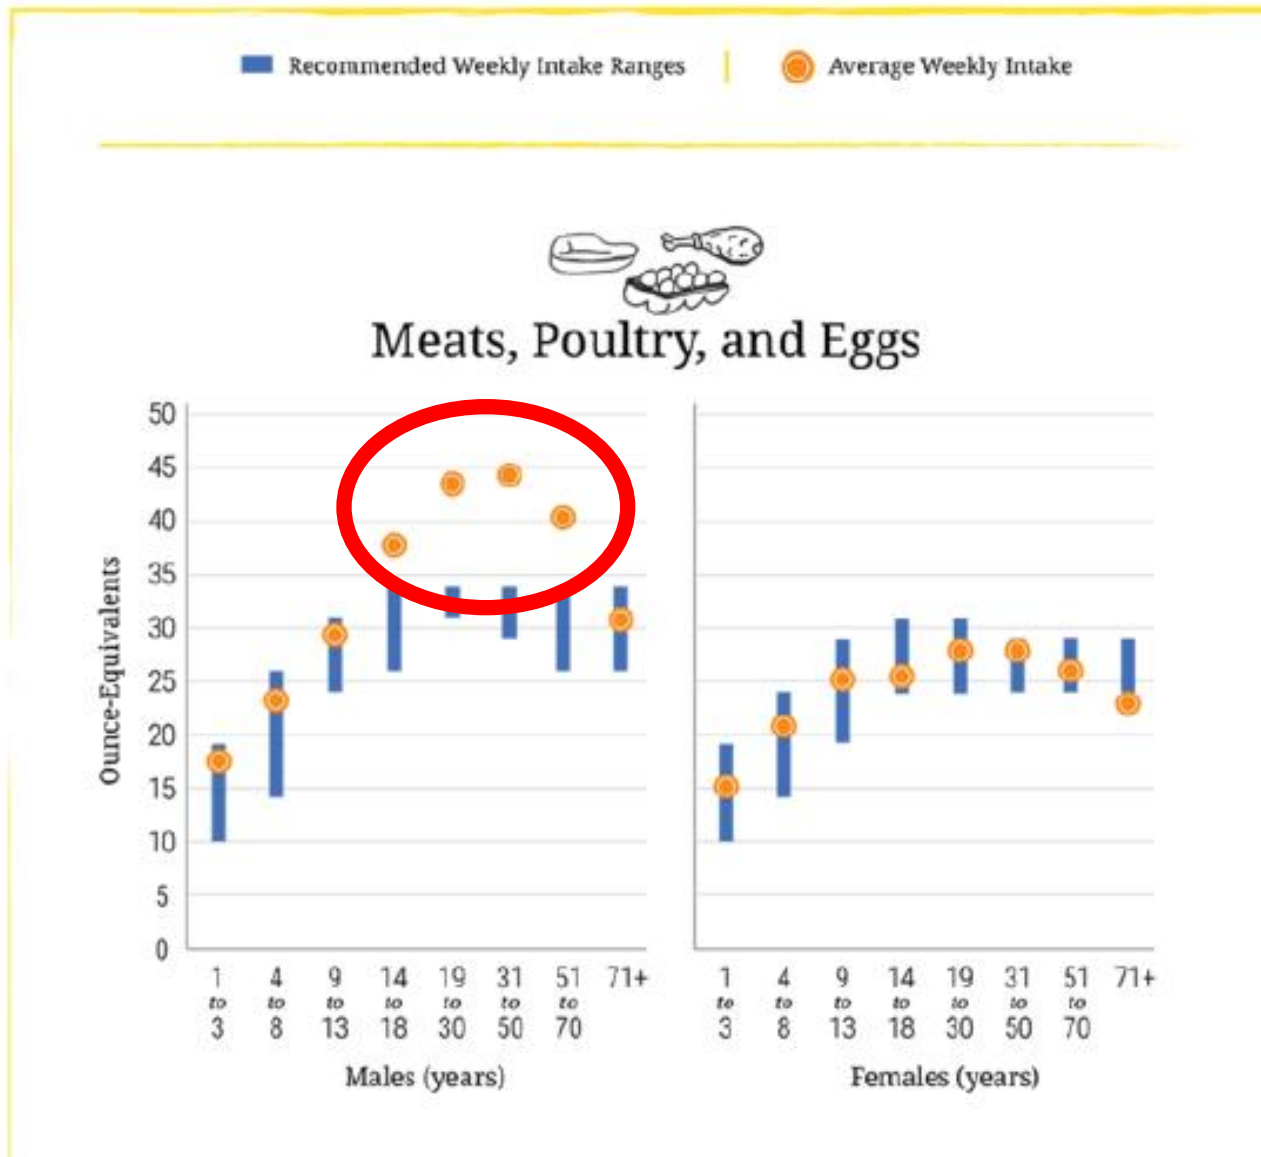 Recommended Weekly Intake Ranges
Average Weekly Intake
Meats, Poultry, and Eggs
Ounce-Equivalents
50
45
40
35
30
25
20
15
10
5
0
1 to 3
4 to 8
9 to 13
14 to 18
19 to 30
31 to 50
51 to 70
71+
Males (years)
1 to 3
4 to 8
9 to 13
14 to 18
19 to 30
31 to 50
51 to 70
71+
Females (years)